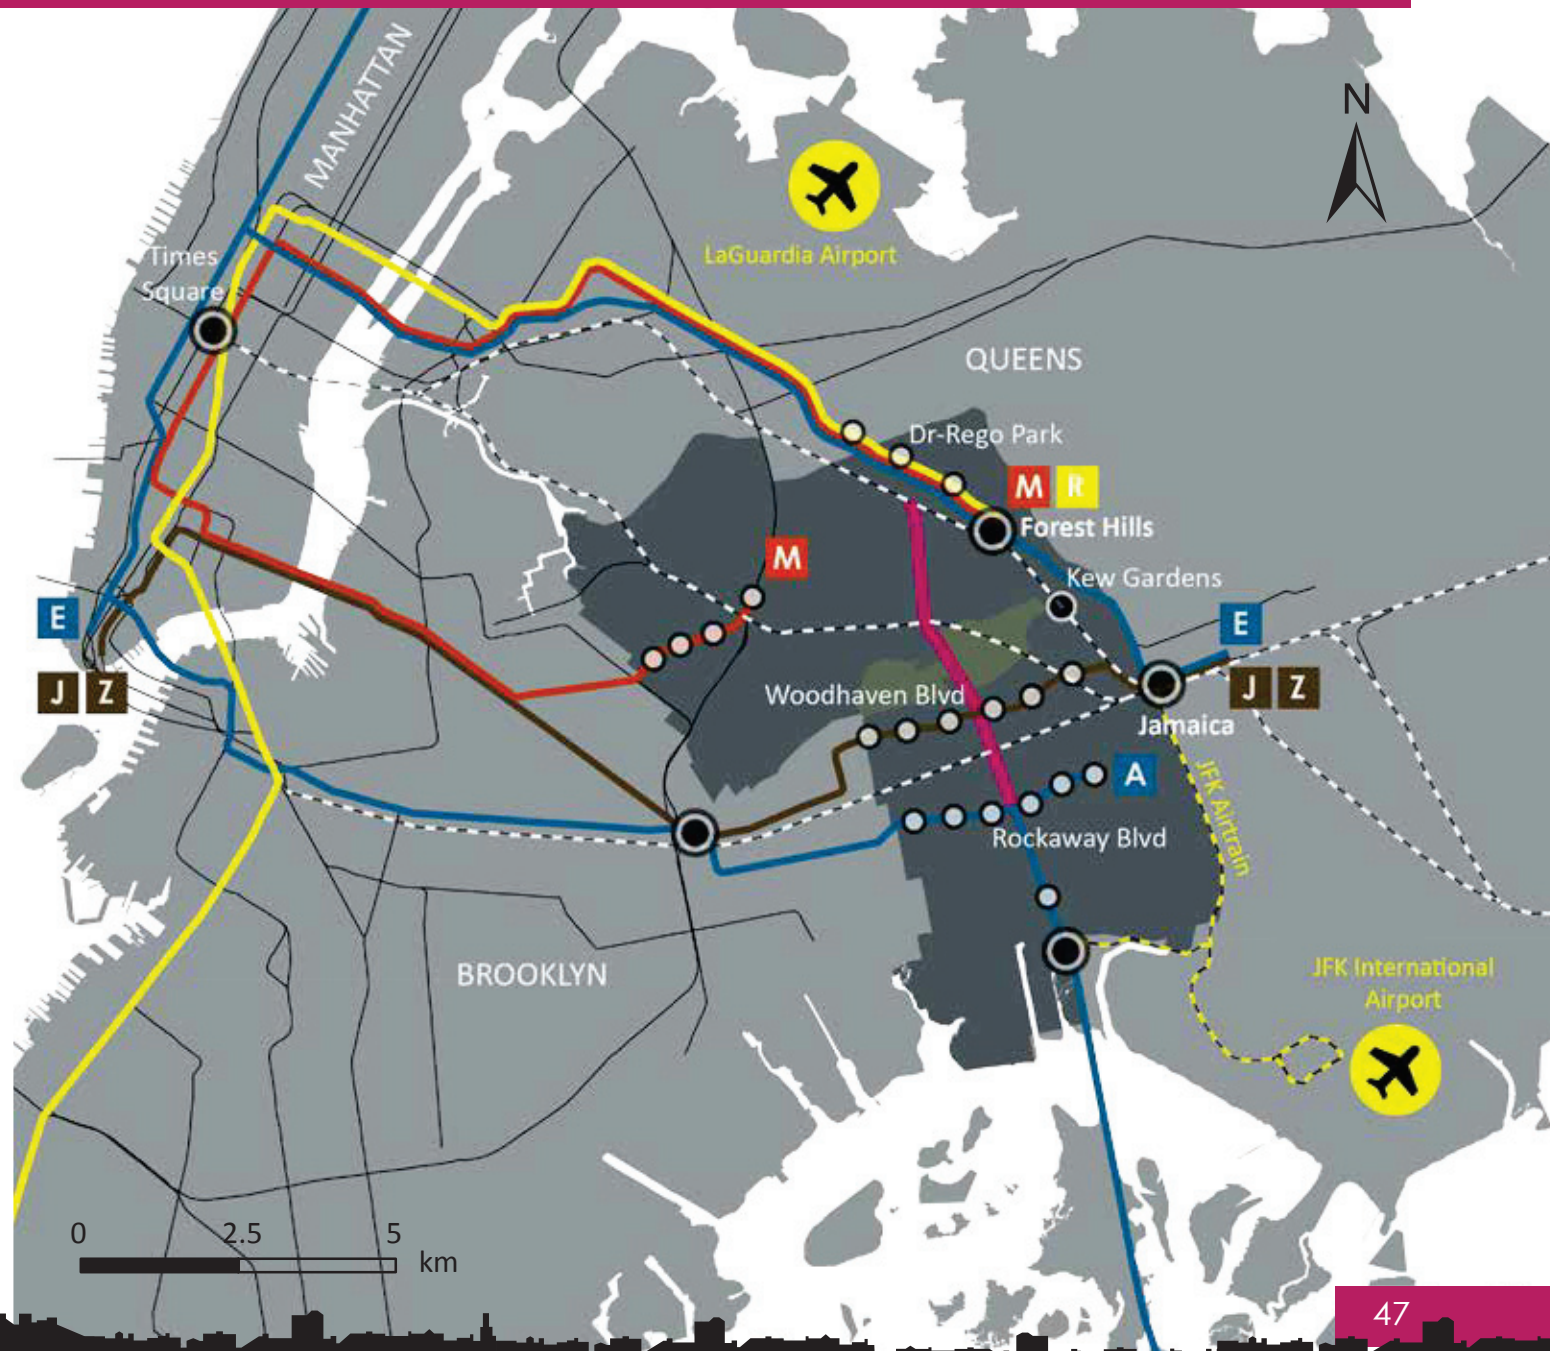 MANHATTAN
N
Times
Square
LaGuardia Airport
QUEENS
Dr-Rego Park
M R
Forest Hills
M
Kew Gardens
E
E
J Z
Woodhaven Blvd
J Z
Jamaica
A
JFK Airtrain
Rockaway Blvd
BROOKLYN
JFK International
Airport
0 2.5 5
km
47